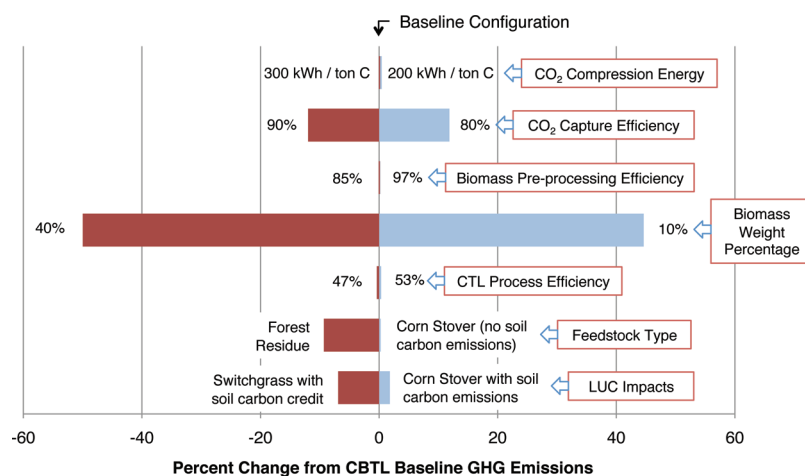 Baseline Configuration
300 kWh / ton C 200 kWh / ton C CO₂ Compression Energy
90% 80% CO₂ Capture Efficiency
85% 97% Biomass Pre-processing Efficiency
40% 10% Biomass
Weight
Percentage
47% 53% CTL Process Efficiency
Forest
Residue
Corn Stover (no soil
carbon emissions)
Feedstock Type
Switchgrass with
soil carbon credit
Corn Stover with soil
carbon emissions
LUC Impacts
-60 -40 -20 0 20 40 60
Percent Change from CBTL Baseline GHG Emissions